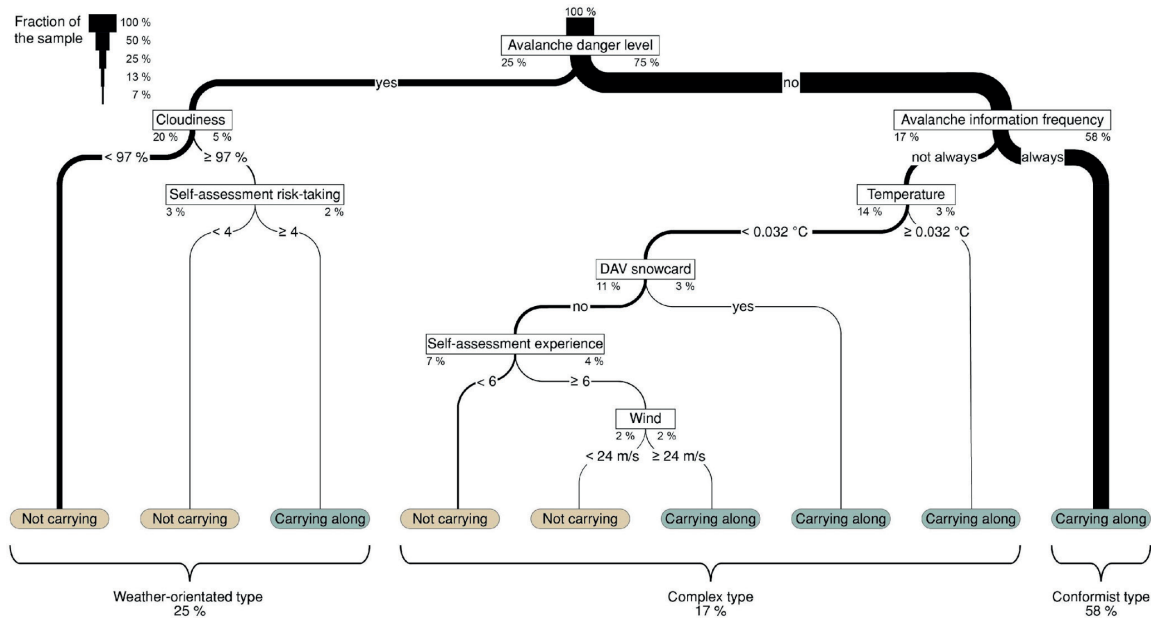 Fraction of
the sample
100 %
50 %
25 %
13 %
7 %
100 %
Avalanche danger level
25 % 75 %
yes no
Cloudiness Avalanche information frequency
20 % 5 % 17 % 58 %
< 97 % ≥ 97 % not always always
Self-assessment risk-taking Temperature
3 % 2 % 14 % 3 %
< 4 ≥ 4 < 0.032 °C ≥ 0.032 °C
DAV snowcard
11 % 3 %
no yes
Self-assessment experience
7 % 4 %
< 6 ≥ 6
Wind
2 % 2 %
< 24 m/s ≥ 24 m/s
Not carrying Not carrying Carrying along Not carrying Not carrying Carrying along Carrying along Carrying along Carrying along
Weather-orientated type Complex type Conformist type
25 % 17 % 58 %